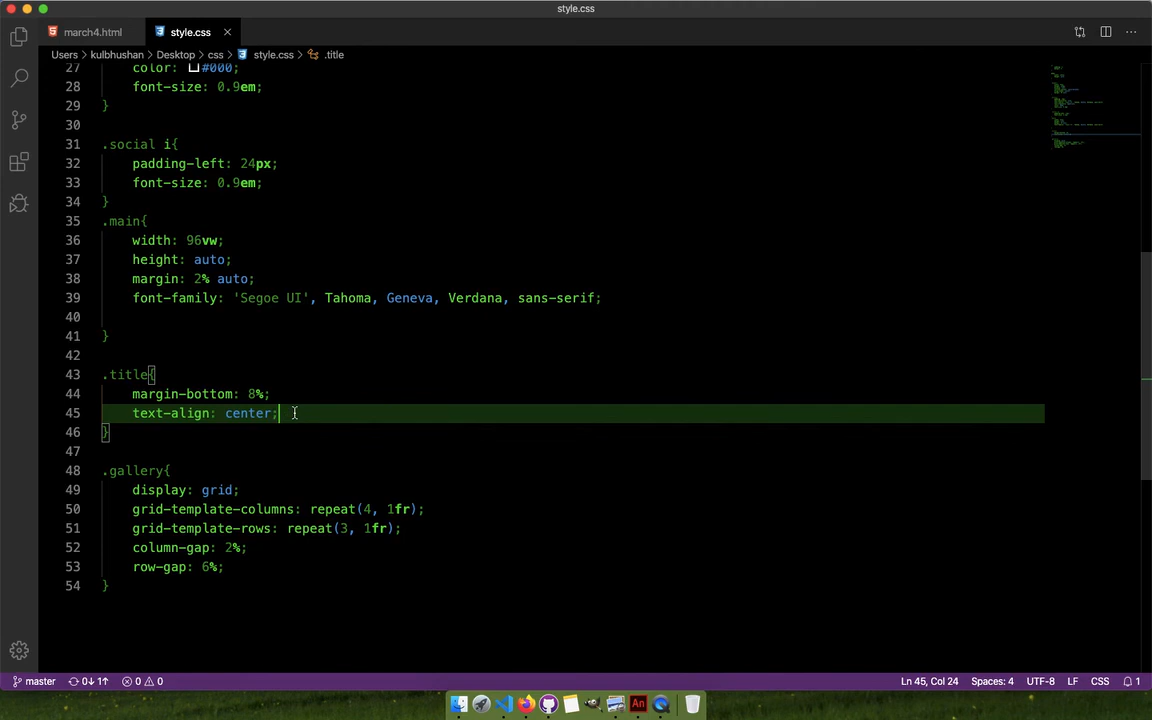 style.css
march4.html
style.css
Users > kulbhushan > Desktop > css > style.css > .title
27 color: #000;
28 font-size: 0.9em;
29 }
30
31 .social i{
32 padding-left: 24px;
33 font-size: 0.9em;
34 }
35 .main{
36 width: 96vw;
37 height: auto;
38 margin: 2% auto;
39 font-family: 'Segoe UI', Tahoma, Geneva, Verdana, sans-serif;
40
41 }
42
43 .title{
44 margin-bottom: 8%;
45 text-align: center;
46 }
47
48 .gallery{
49 display: grid;
50 grid-template-columns: repeat(4, 1fr);
51 grid-template-rows: repeat(3, 1fr);
52 column-gap: 2%;
53 row-gap: 6%;
54 }
master 0↓ 1↑ 0 0 Ln 45, Col 24 Spaces: 4 UTF-8 LF CSS 1
An